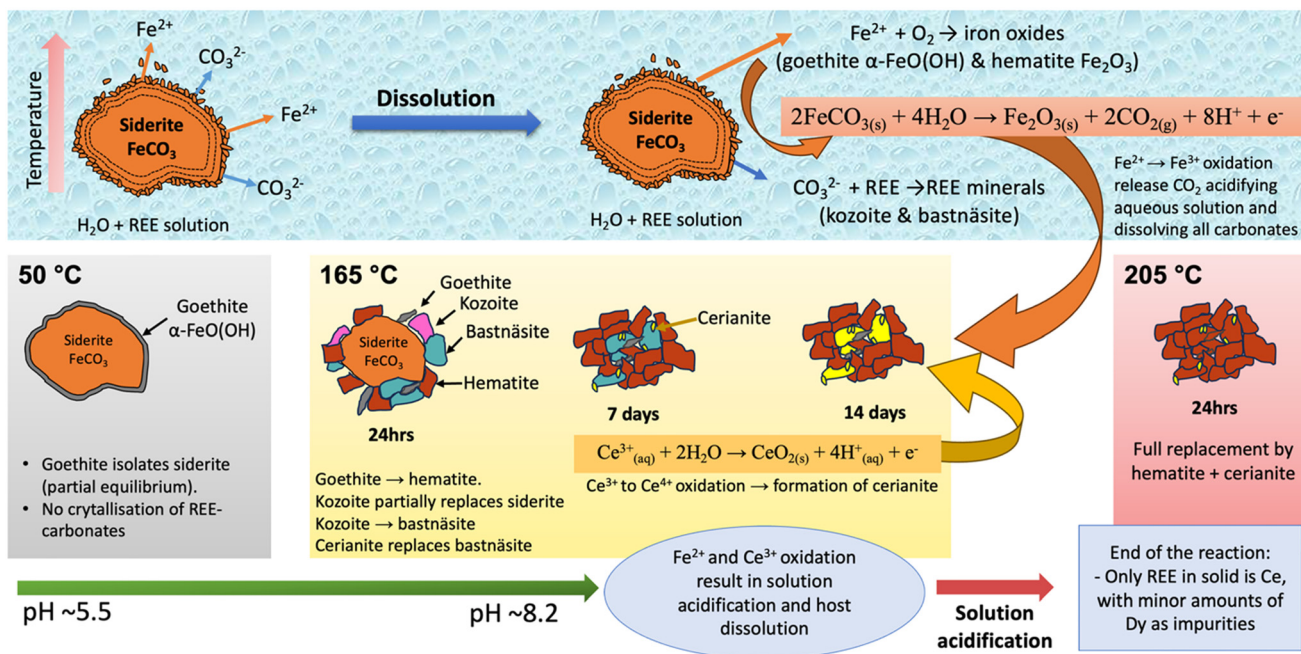 Temperature
Fe²⁺
CO₃²⁻
Fe²⁺
CO₃²⁻
Siderite
FeCO₃
H₂O + REE solution
Dissolution
Siderite
FeCO₃
H₂O + REE solution
Fe²⁺ + O₂ → iron oxides
(goethite α-FeO(OH) & hematite Fe₂O₃)
2FeCO₃(s) + 4H₂O → Fe₂O₃(s) + 2CO₂(g) + 8H⁺ + e⁻
CO₃²⁻ + REE →REE minerals
(kozoite & bastnäsite)
Fe²⁺→ Fe³⁺ oxidation
release CO₂ acidifying
aqueous solution and
dissolving all carbonates
50 °C
Goethite
α-FeO(OH)
Siderite
FeCO₃
• Goethite isolates siderite
(partial equilibrium).
• No crytallisation of REE-
carbonates
165 °C
Goethite
Kozoite
Bastnäsite
Hematite
Siderite
FeCO₃
24hrs
Cerianite
7 days
14 days
Ce³⁺(aq) + 2H₂O → CeO₂(s) + 4H⁺(aq) + e⁻
Ce³⁺ to Ce⁴⁺ oxidation → formation of cerianite
Goethite → hematite.
Kozoite partially replaces siderite
Kozoite → bastnäsite
Cerianite replaces bastnäsite
205 °C
24hrs
Full replacement by
hematite + cerianite
pH ~5.5
pH ~8.2
Fe²⁺ and Ce³⁺ oxidation
result in solution
acidification and host
dissolution
Solution
acidification
End of the reaction:
- Only REE in solid is Ce,
with minor amounts of
Dy as impurities